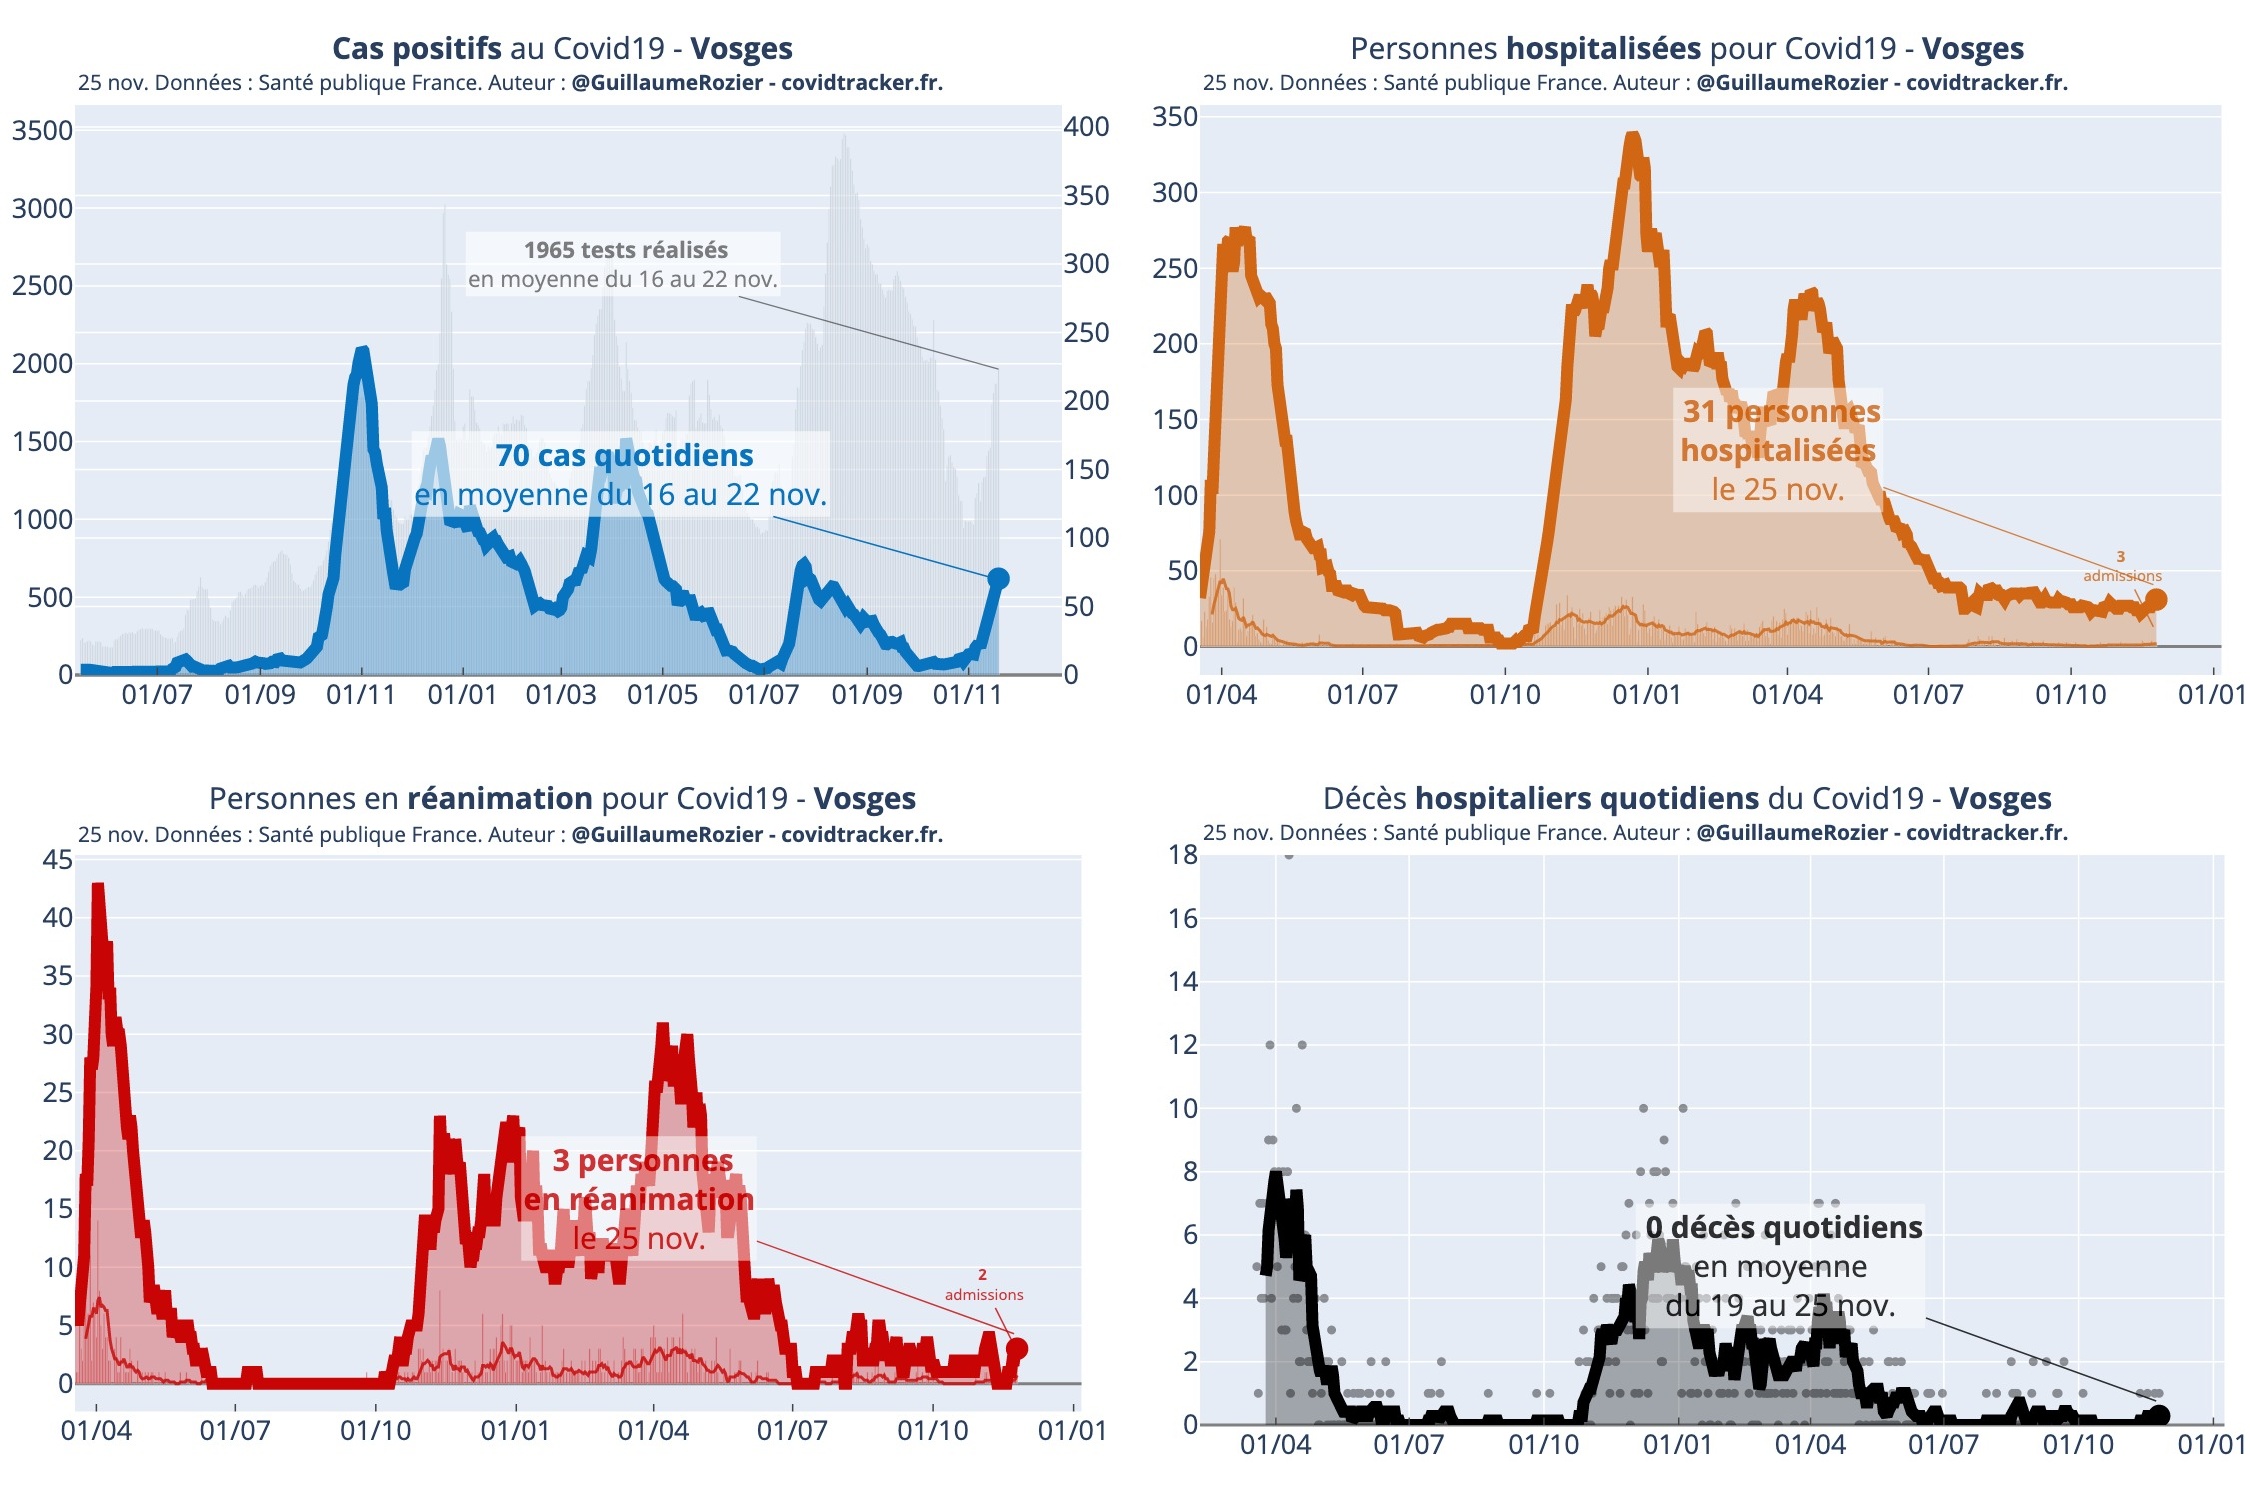 Cas positifs au Covid19 - Vosges
25 nov. Données : Santé publique France. Auteur : @GuillaumeRozier - covidtracker.fr.
3500
3000
2500
2000
1500
1000
500
0
400
350
300
250
200
150
100
50
0
1965 tests réalisés
en moyenne du 16 au 22 nov.
70 cas quotidiens
en moyenne du 16 au 22 nov.
01/07 01/09 01/11 01/01 01/03 01/05 01/07 01/09 01/11
Personnes hospitalisées pour Covid19 - Vosges
25 nov. Données : Santé publique France. Auteur : @GuillaumeRozier - covidtracker.fr.
350
300
250
200
150
100
50
0
31 personnes
hospitalisées
le 25 nov.
3
admissions
01/04 01/07 01/10 01/01 01/04 01/07 01/10 01/01
Personnes en réanimation pour Covid19 - Vosges
25 nov. Données : Santé publique France. Auteur : @GuillaumeRozier - covidtracker.fr.
45
40
35
30
25
20
15
10
5
0
3 personnes
en réanimation
le 25 nov.
2
admissions
01/04 01/07 01/10 01/01 01/04 01/07 01/10 01/01
Décès hospitaliers quotidiens du Covid19 - Vosges
25 nov. Données : Santé publique France. Auteur : @GuillaumeRozier - covidtracker.fr.
18
16
14
12
10
8
6
4
2
0
0 décès quotidiens
en moyenne
du 19 au 25 nov.
01/04 01/07 01/10 01/01 01/04 01/07 01/10 01/01